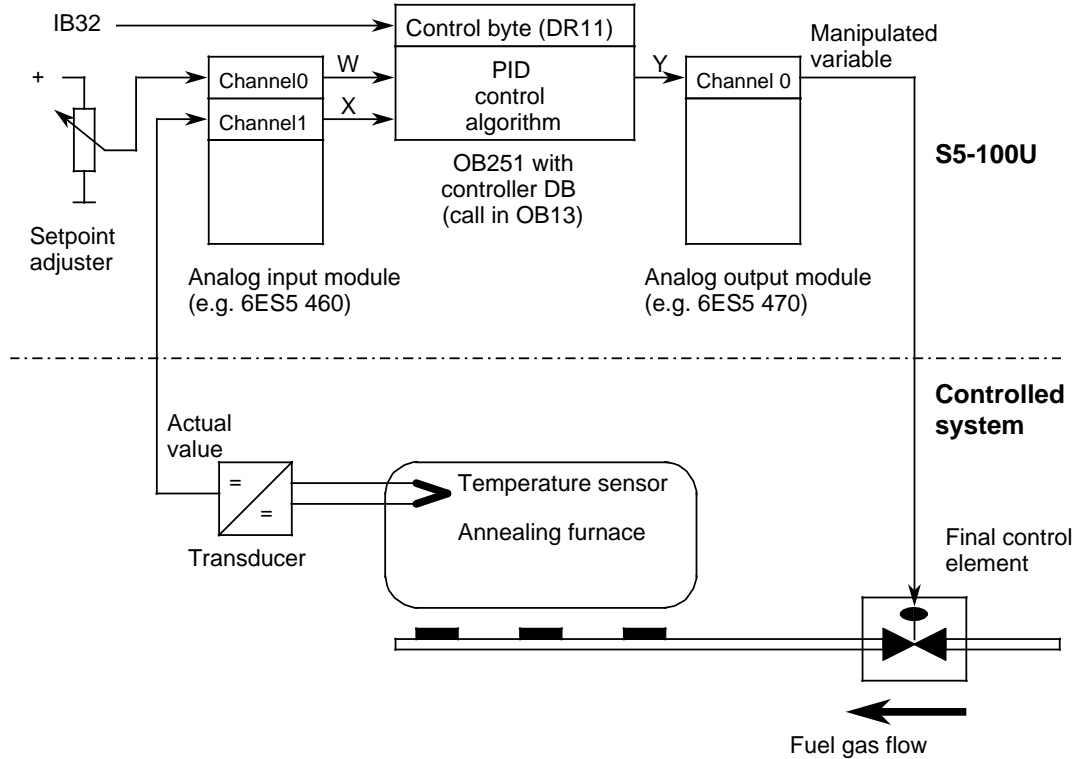 IB32
Control byte (DR11)
Manipulated
variable
+
Channel0
W
Channel1
X
PID
control
algorithm
Y
Channel 0
S5-100U
OB251 with
controller DB
(call in OB13)
Setpoint
adjuster
Analog input module
(e.g. 6ES5 460)
Analog output module
(e.g. 6ES5 470)
Controlled
system
Actual
value
=
=
Transducer
Temperature sensor
Annealing furnace
Final control
element
Fuel gas flow